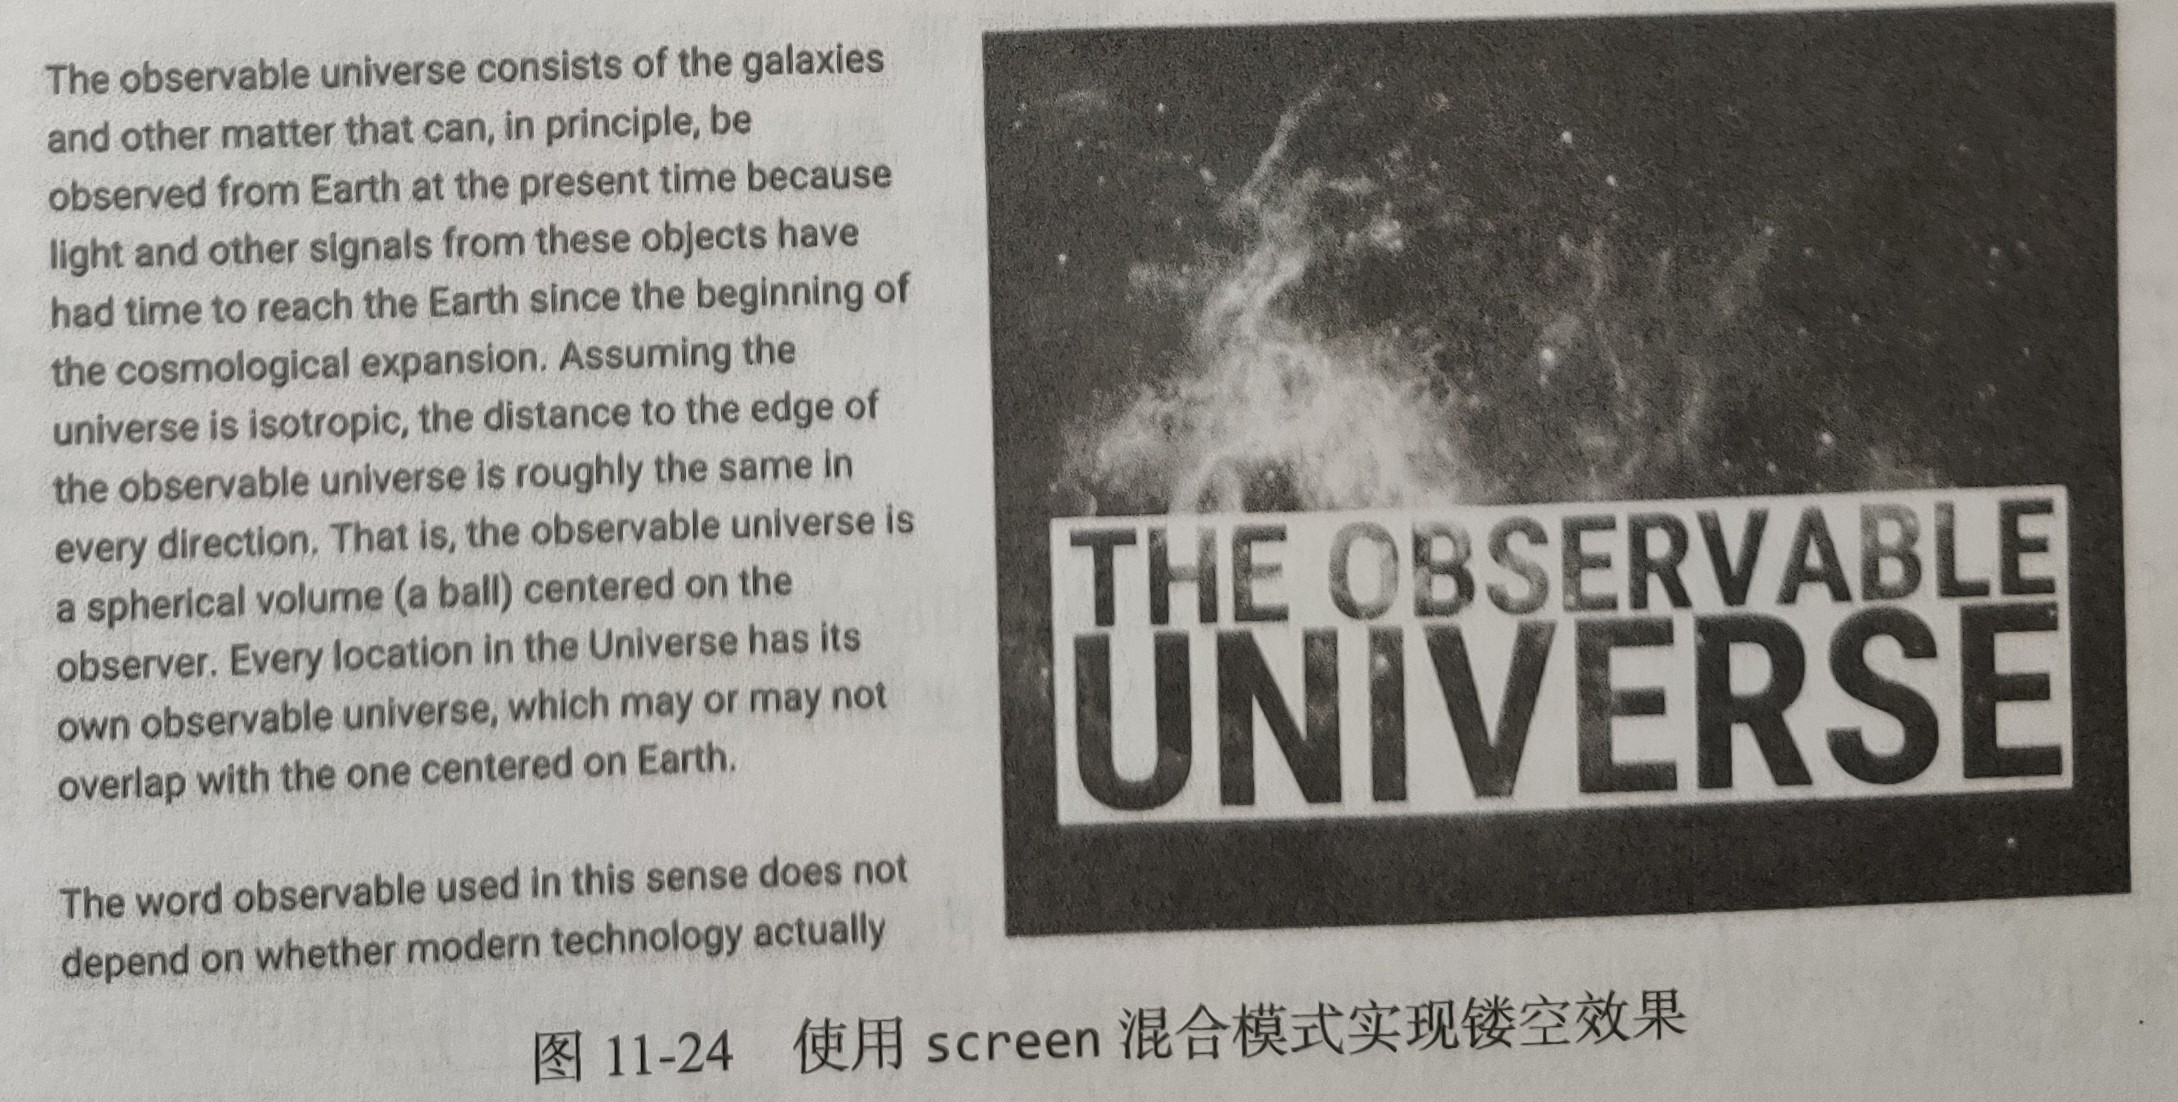 The observable universe consists of the galaxies
and other matter that can, in principle, be
observed from Earth at the present time because
light and other signals from these objects have
had time to reach the Earth since the beginning of
the cosmological expansion. Assuming the
universe is isotropic, the distance to the edge of
the observable universe is roughly the same in
every direction. That is, the observable universe is
a spherical volume (a ball) centered on the
observer. Every location in the Universe has its
own observable universe, which may or may not
overlap with the one centered on Earth.
The word observable used in this sense does not
depend on whether modern technology actually
THE OBSERVABLE
UNIVERSE
图 11-24 使用 screen 混合模式实现镂空效果